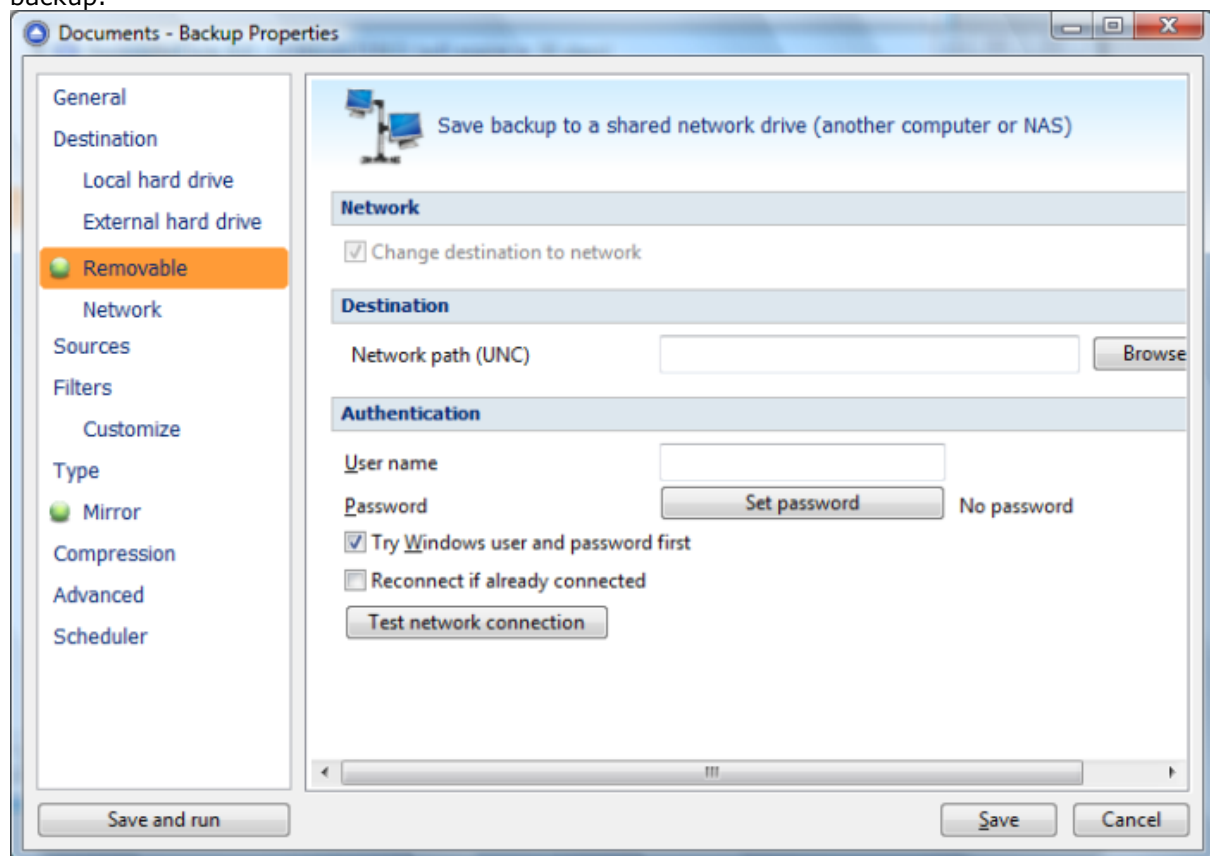 backup.
Documents - Backup Properties
General
Destination
Local hard drive
External hard drive
Removable
Network
Sources
Filters
Customize
Type
Mirror
Compression
Advanced
Scheduler
Save backup to a shared network drive (another computer or NAS)
Network
Change destination to network
Destination
Network path (UNC) Browse
Authentication
User name
Password Set password No password
Try Windows user and password first
Reconnect if already connected
Test network connection
Save and run Save Cancel